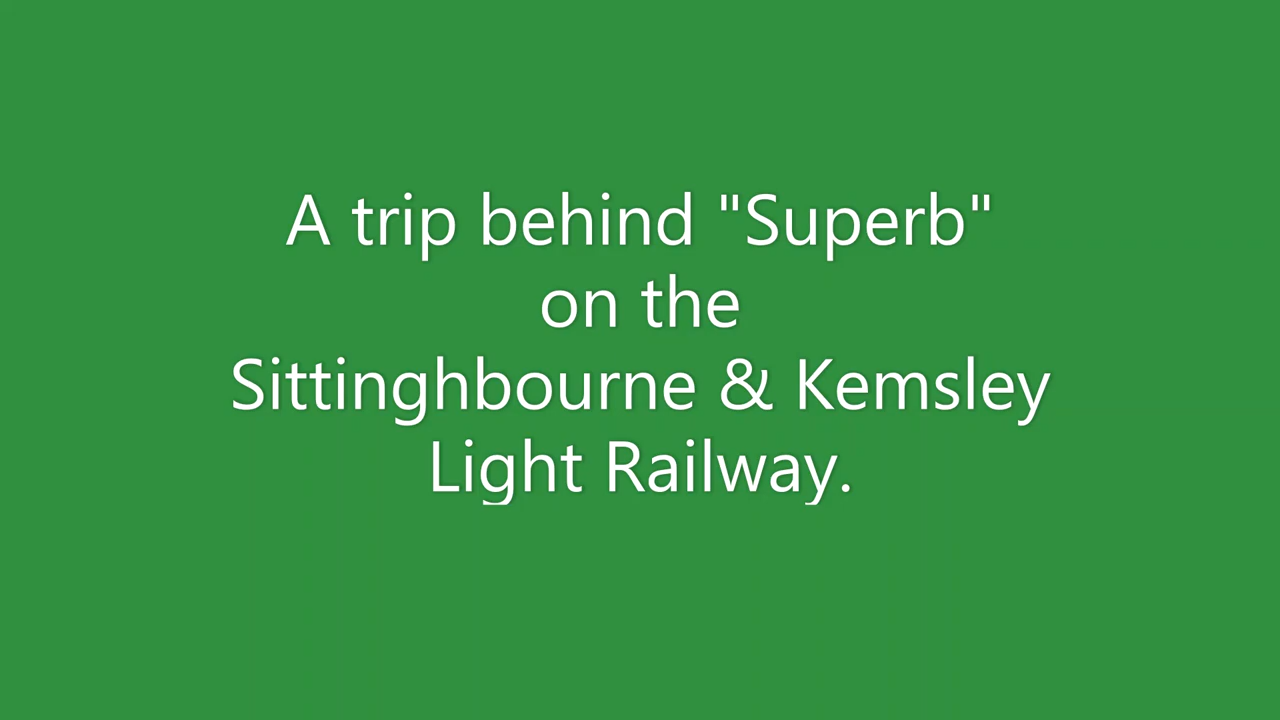 A trip behind "Superb"
on the
Sittinghbourne & Kemsley
Light Railway.